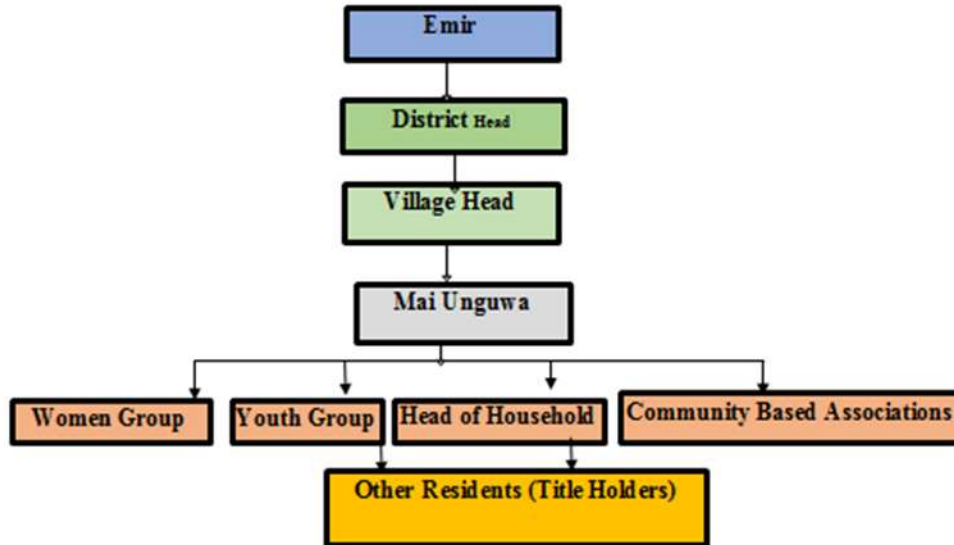 Emir
District Head
Village Head
Mai Unguwa
Women Group
Youth Group
Head of Household
Community Based Associations
Other Residents (Title Holders)